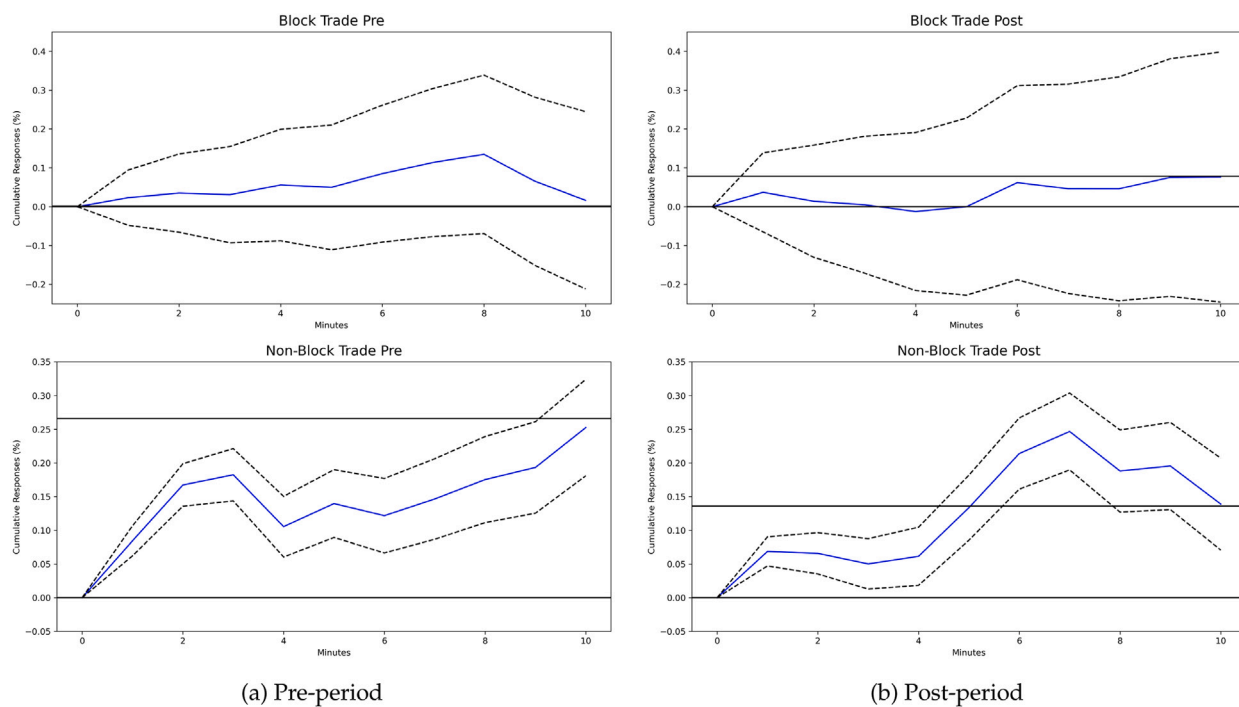 Block Trade Pre
Cumulative Responses (%)
0.4
0.3
0.2
0.1
0.0
−0.1
−0.2
0 2 4 6 8 10
Minutes
Block Trade Post
Cumulative Responses (%)
0.4
0.3
0.2
0.1
0.0
−0.1
−0.2
0 2 4 6 8 10
Minutes
Non-Block Trade Pre
Cumulative Responses (%)
0.35
0.30
0.25
0.20
0.15
0.10
0.05
0.00
−0.05
0 2 4 6 8 10
Minutes
Non-Block Trade Post
Cumulative Responses (%)
0.35
0.30
0.25
0.20
0.15
0.10
0.05
0.00
−0.05
0 2 4 6 8 10
Minutes
(a) Pre-period
(b) Post-period